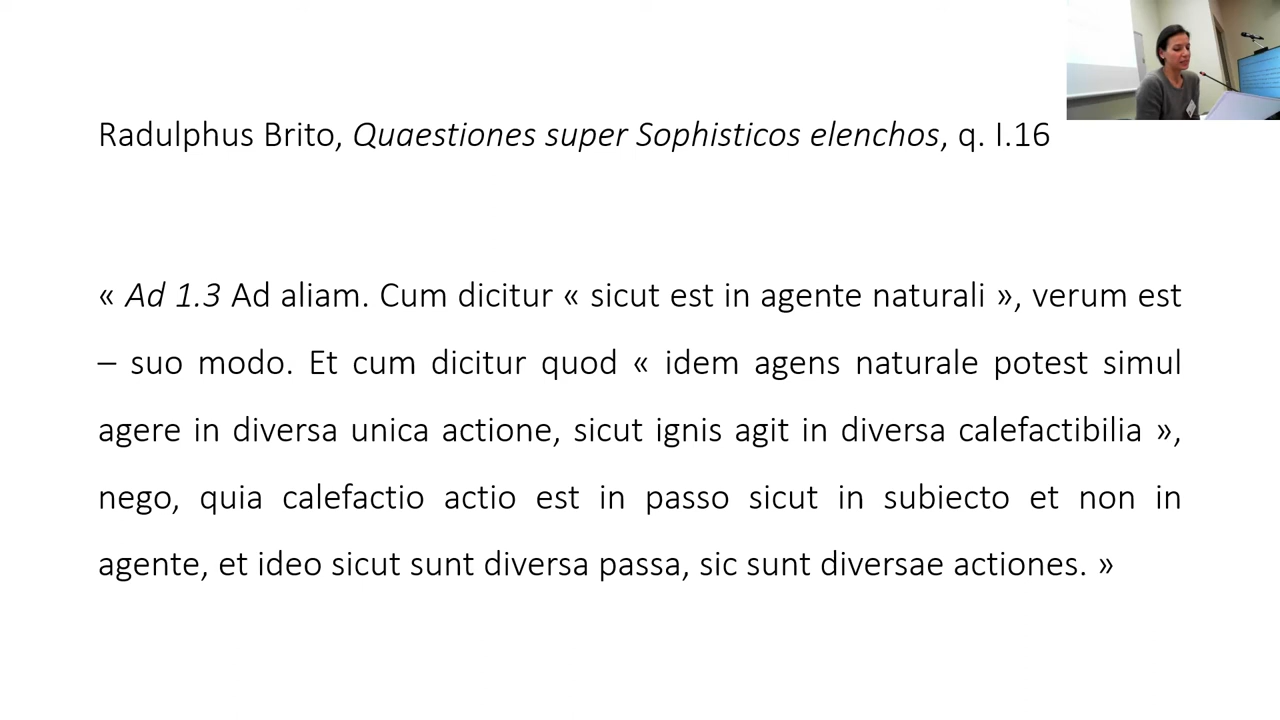 Radulphus Brito, Quaestiones super Sophisticos elenchos, q. I.16
« Ad 1.3 Ad aliam. Cum dicitur « sicut est in agente naturali », verum est
– suo modo. Et cum dicitur quod « idem agens naturale potest simul
agere in diversa unica actione, sicut ignis agit in diversa calefactibilia »,
nego, quia calefactio actio est in passo sicut in subiecto et non in
agente, et ideo sicut sunt diversa passa, sic sunt diversae actiones. »